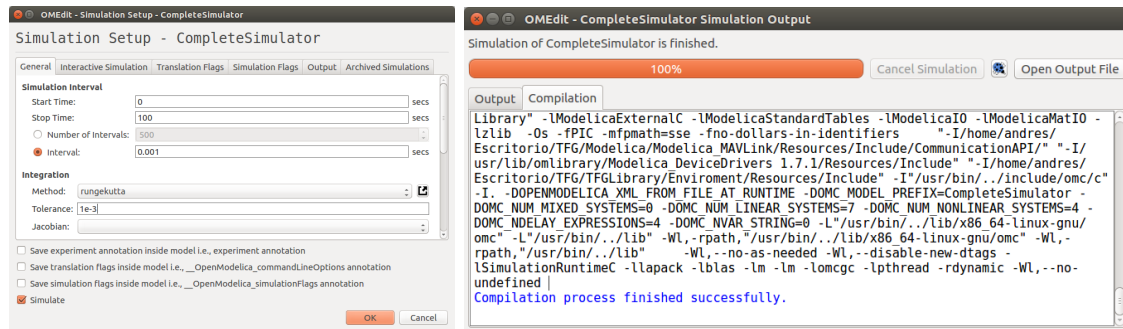 OMEdit - Simulation Setup - CompleteSimulator
Simulation Setup - CompleteSimulator
General Interactive Simulation Translation Flags Simulation Flags Output Archived Simulations
Simulation Interval
Start Time: 0 secs
Stop Time: 100 secs
Number of Intervals: 500
Interval: 0.001 secs
Integration
Method: rungekutta
Tolerance: 1e-3
Jacobian:
Save experiment annotation inside model i.e., experiment annotation
Save translation flags inside model i.e., __OpenModelica_commandLineOptions annotation
Save simulation flags inside model i.e., __OpenModelica_simulationFlags annotation
Simulate
OK Cancel
OMEdit - CompleteSimulator Simulation Output
Simulation of CompleteSimulator is finished.
100% Cancel Simulation Open Output File
Output Compilation
Library" -lModelicaExternalC -lModelicaStandardTables -lModelicaIO -lModelicaMatIO -
lzlib -Os -fPIC -mfpmath=sse -fno-dollars-in-identifiers "-I/home/andres/
Escritorio/TFG/Modelica/Modelica_MAVLink/Resources/Include/CommunicationAPI/" "-I/
usr/lib/omlibrary/Modelica_DeviceDrivers 1.7.1/Resources/Include" "-I/home/andres/
Escritorio/TFG/TFGLibrary/Enviroment/Resources/Include" -I"/usr/bin/../include/omc/c"
-I. -DOPENMODELICA_XML_FROM_FILE_AT_RUNTIME -DOMC_MODEL_PREFIX=CompleteSimulator -
DOMC_NUM_MIXED_SYSTEMS=0 -DOMC_NUM_LINEAR_SYSTEMS=7 -DOMC_NUM_NONLINEAR_SYSTEMS=4 -
DOMC_NDELAY_EXPRESSIONS=4 -DOMC_NVAR_STRING=0 -L"/usr/bin/../lib/x86_64-linux-gnu/
omc" -L"/usr/bin/../lib" -Wl,-rpath,"/usr/bin/../lib/x86_64-linux-gnu/omc" -Wl,-
rpath,"/usr/bin/../lib" -Wl,--no-as-needed -Wl,--disable-new-dtags -
lSimulationRuntimeC -llapack -lblas -lm -lm -lomcgc -lpthread -rdynamic -Wl,--no-
undefined
Compilation process finished successfully.